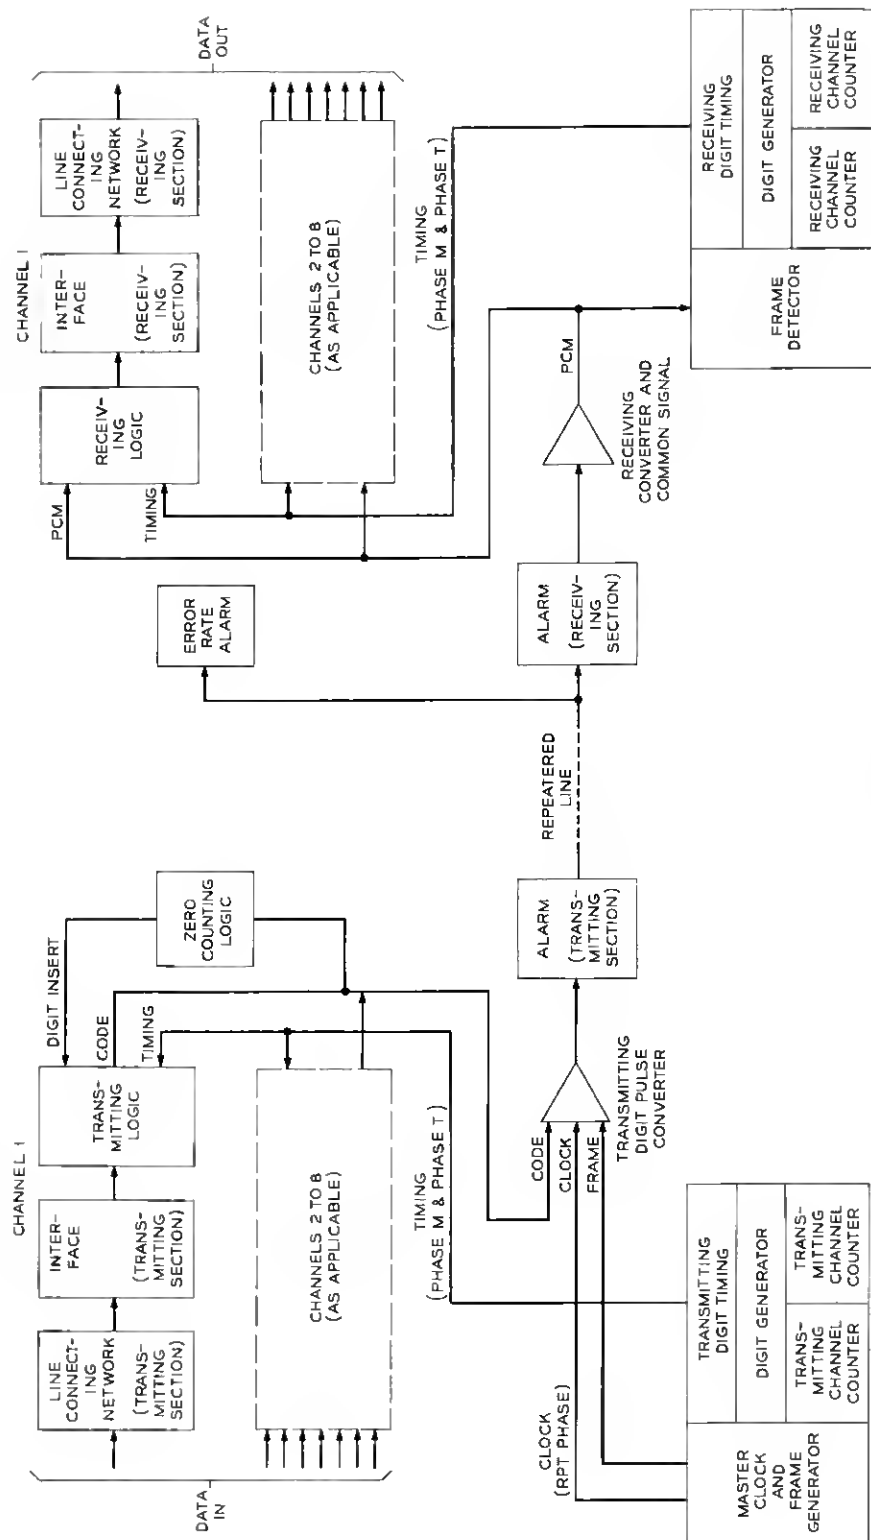 CHANNEL 1
DATA
IN
LINE
CONNECT-
ING
NETWORK
(TRANS-
MITTING
SECTION)
INTER-
FACE
(TRANS-
MITTING
SECTION)
TRANS-
MITTING
LOGIC
DIGIT INSERT
CODE
TIMING
ZERO
COUNTING
LOGIC
CHANNELS 2 TO 8
(AS APPLICABLE)
TIMING
(PHASE M & PHASE T)
CLOCK
(RPT PHASE)
CODE
CLOCK
FRAME
TRANSMITTING
DIGIT PULSE
CONVERTER
ALARM
(TRANS-
MITTING
SECTION)
REPEATERED
LINE
MASTER
CLOCK
AND
FRAME
GENERATOR
TRANSMITTING
DIGIT TIMING
DIGIT GENERATOR
TRANS-
MITTING
CHANNEL
COUNTER
TRANS-
MITTING
CHANNEL
COUNTER
CHANNEL 1
ERROR
RATE
ALARM
PCM
TIMING
RECEIV-
ING
LOGIC
INTER-
FACE
(RECEIV-
ING
SECTION)
LINE
CONNECT-
ING
NETWORK
(RECEIV-
ING
SECTION)
DATA
OUT
CHANNELS 2 TO 8
(AS APPLICABLE)
TIMING
(PHASE M & PHASE T)
ALARM
(RECEIV-
ING
SECTION)
RECEIVING
CONVERTER AND
COMMON SIGNAL
PCM
FRAME
DETECTOR
RECEIVING
DIGIT TIMING
DIGIT GENERATOR
RECEIVING
CHANNEL
COUNTER
RECEIVING
CHANNEL
COUNTER